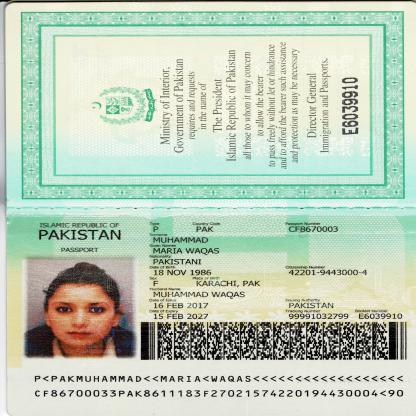 Ministry of Interior,
Government of Pakistan
requires and requests
in the name of
The President
Islamic Republic of Pakistan
all those to whom it may concern
to allow the bearer
to pass freely without let or hindrance
and to afford the bearer such assistance
and protection as may be necessary
Director General
Immigration and Passports.
E6039910
ISLAMIC REPUBLIC OF
PAKISTAN
PASSPORT
Type Country Code Passport Number
P PAK CF8670003
Surname
MUHAMMAD
Given Names
MARIA WAQAS
Nationality
PAKISTANI
Date of Birth Citizenship Number
18 NOV 1986 42201-9443000-4
Sex Place of Birth
F KARACHI, PAK
Husband Name
MUHAMMAD WAQAS
Date of Issue Issuing Authority
16 FEB 2017 PAKISTAN
Date of Expiry Tracking Number Booklet Number
15 FEB 2027 99991032799 E6039910
P<PAKMUHAMMAD<<MARIA<WAQAS<<<<<<<<<<<<<<<<<<
CF86700033PAK8611183F27021574220194430004<90